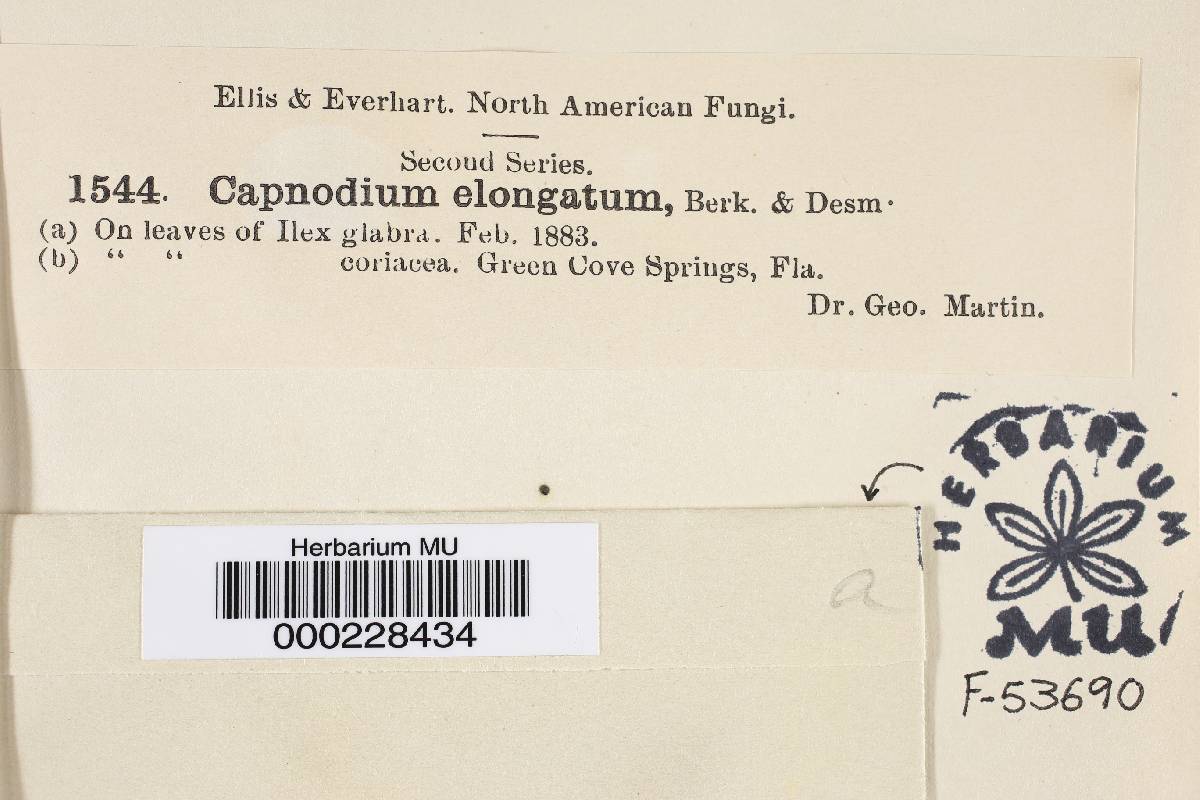 Ellis & Everhart. North American Fungi.
Second Series.
1544. Capnodium elongatum, Berk. & Desm.
(a) On leaves of Ilex glabra. Feb. 1883.
(b) “ “ coriacea. Green Cove Springs, Fla.
Dr. Geo. Martin.
HERBARIUM
MU
F-53690
Herbarium MU
000228434
a